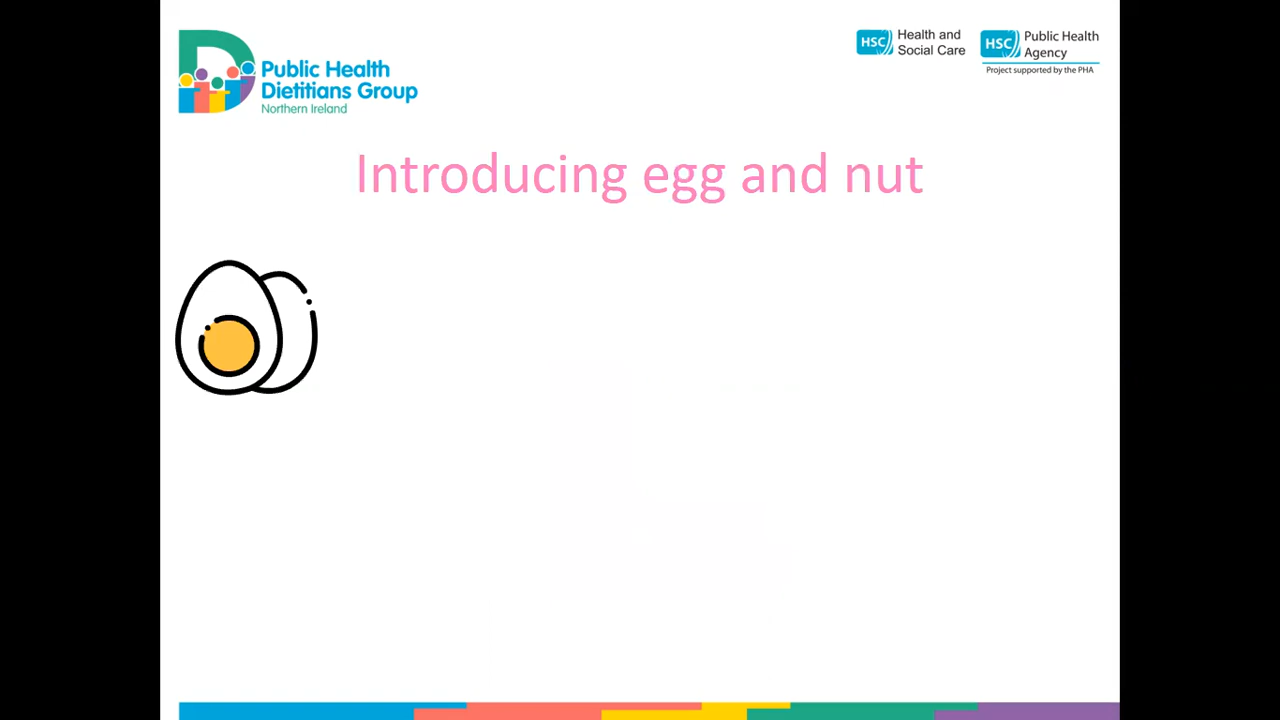 Public Health
Dietitians Group
Northern Ireland
HSC Health and
Social Care
HSC Public Health
Agency
Project supported by the PHA
Introducing egg and nut